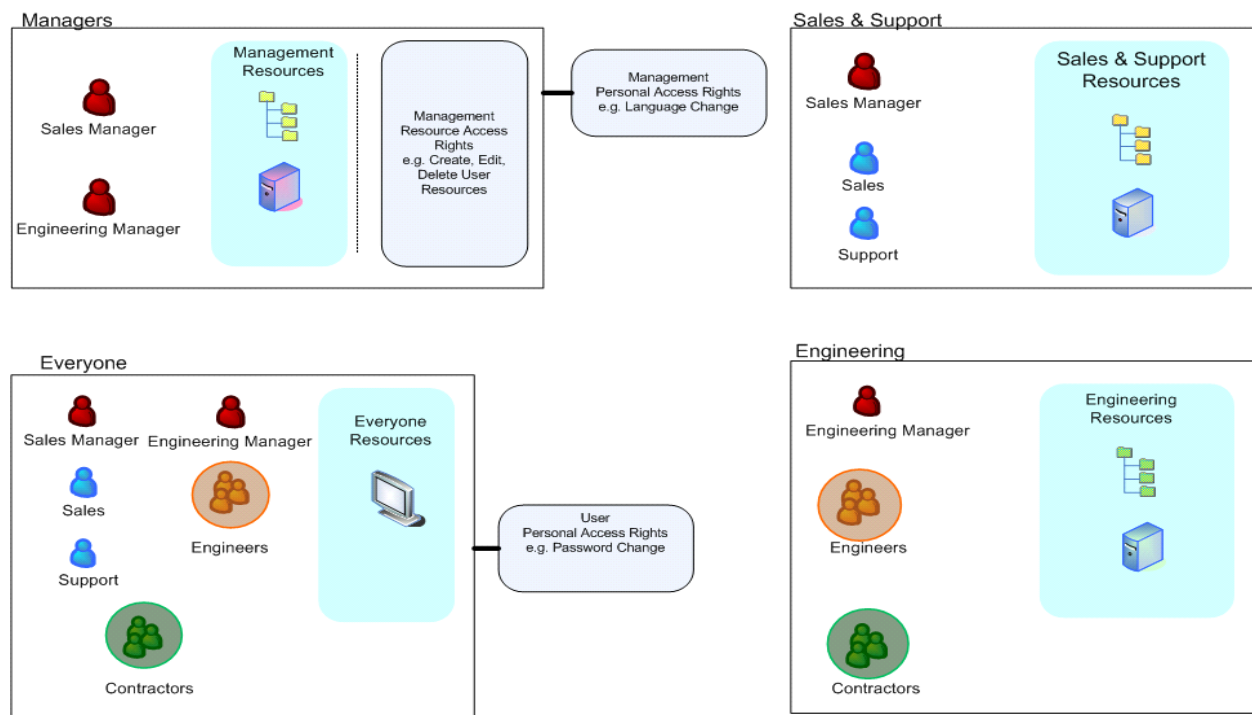 Managers
Sales Manager
Engineering Manager
Management
Resources
Management
Resource Access
Rights
e.g. Create, Edit,
Delete User
Resources
Management
Personal Access Rights
e.g. Language Change
Sales & Support
Sales Manager
Sales
Support
Sales & Support
Resources
Everyone
Sales Manager
Engineering Manager
Sales
Engineers
Support
Contractors
Everyone
Resources
User
Personal Access Rights
e.g. Password Change
Engineering
Engineering Manager
Engineers
Contractors
Engineering
Resources